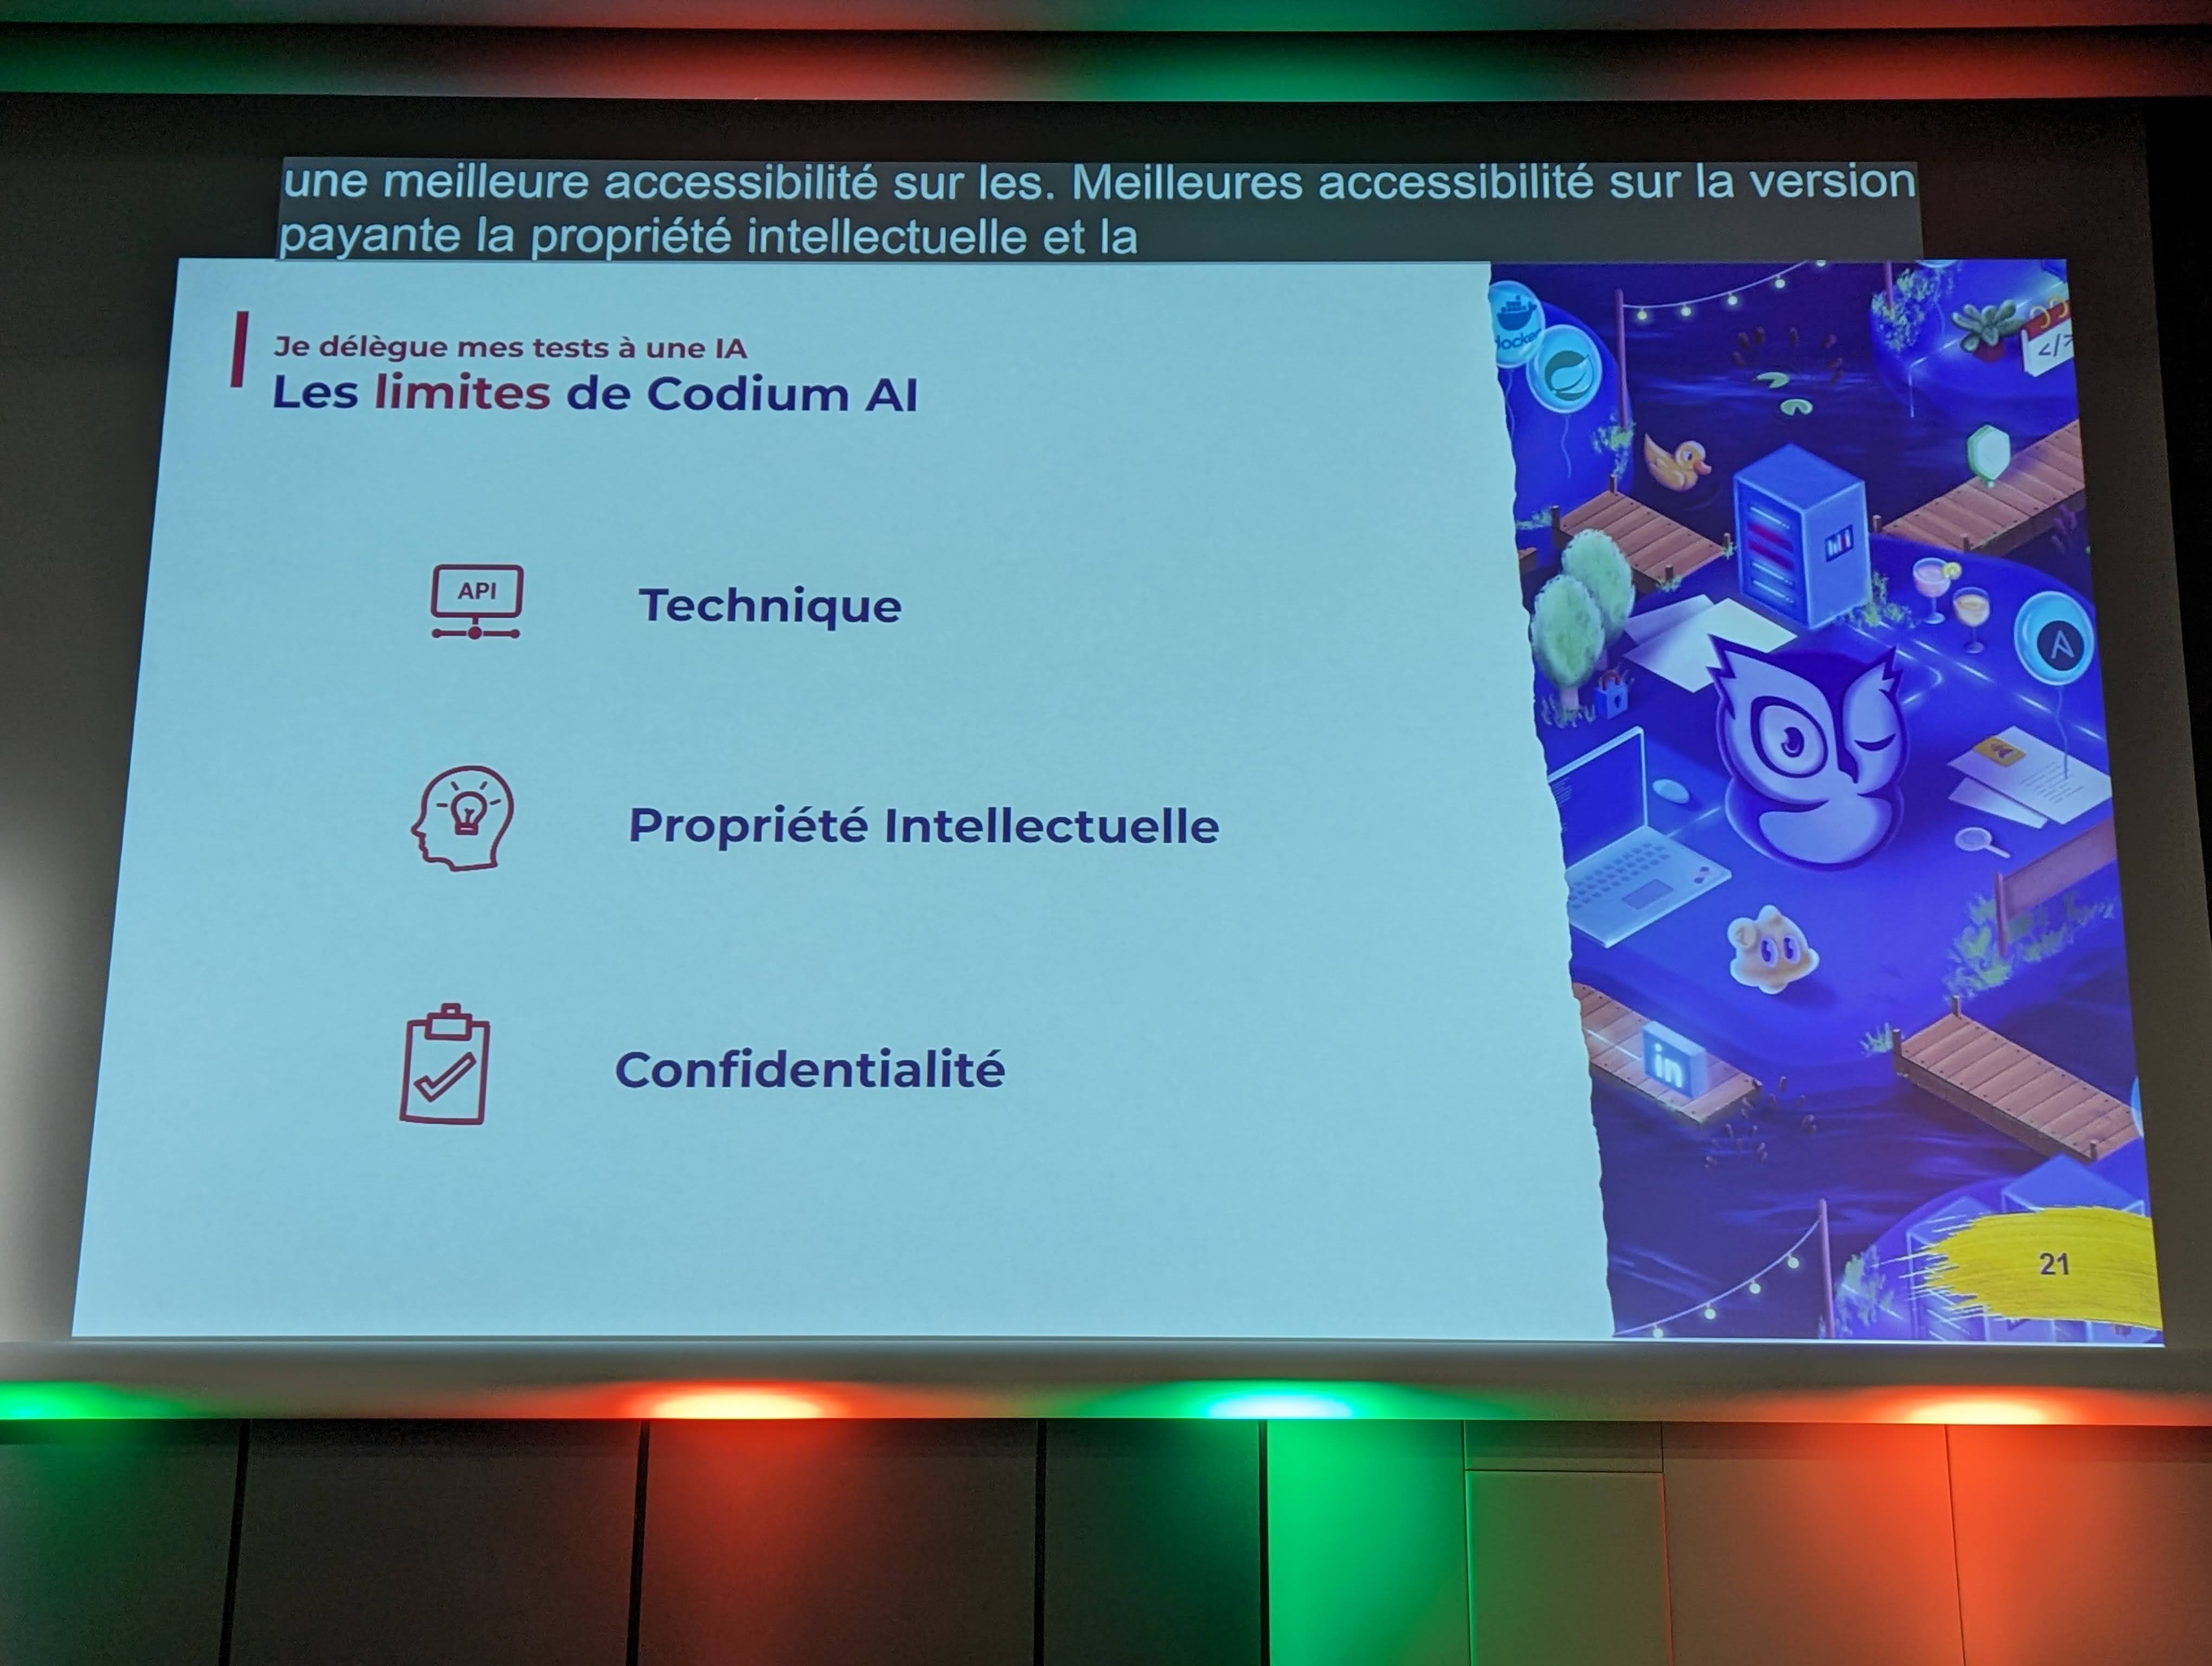 une meilleure accessibilité sur les. Meilleures accessibilité sur la version
payante la propriété intellectuelle et la
Je délègue mes tests à une IA
Les limites de Codium AI
docker
</>
API
Technique
Propriété Intellectuelle
Confidentialité
in
21